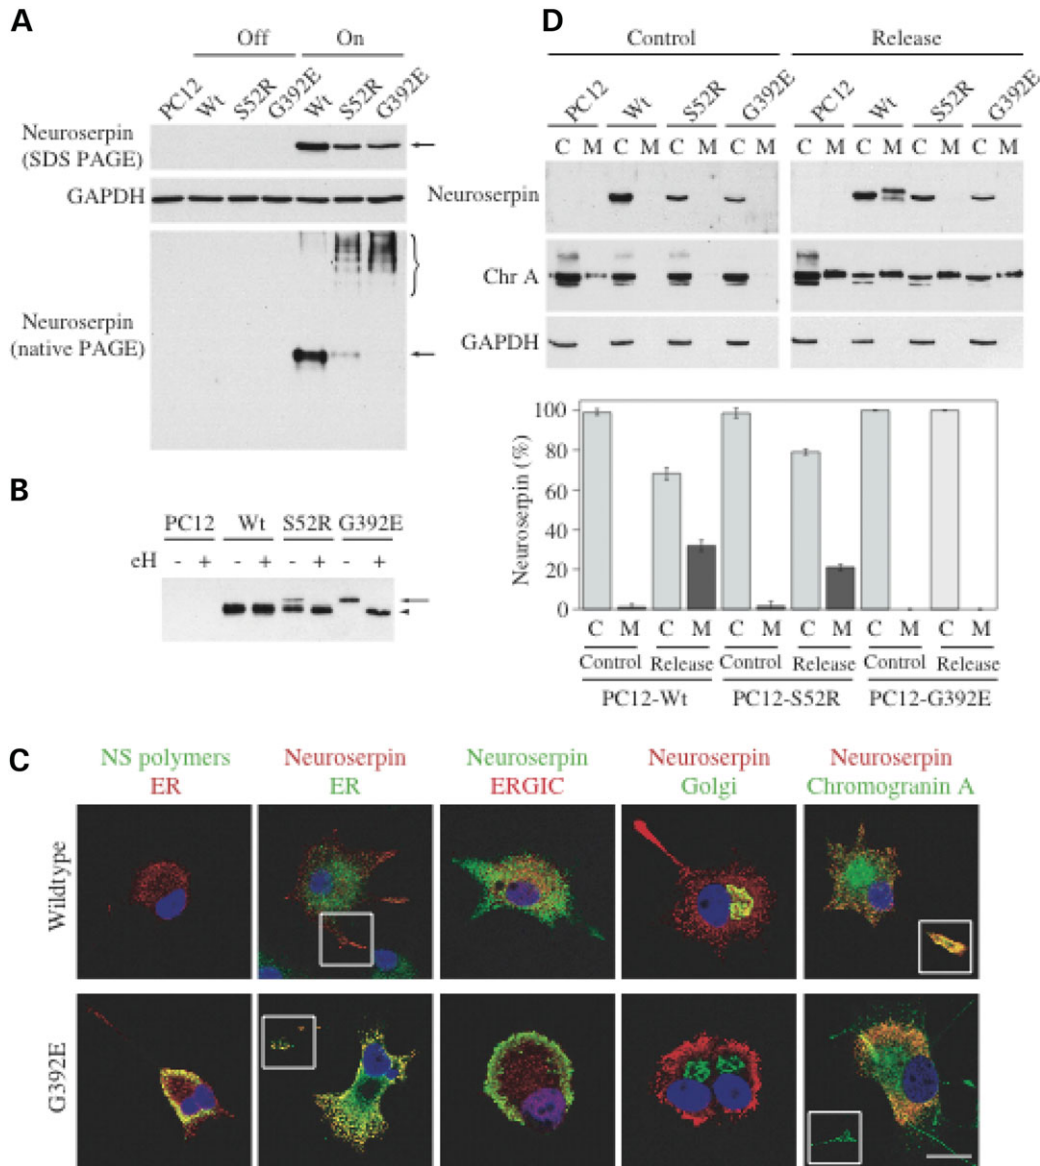 A
Off On
PC12 Wt S52R G392E Wt S52R G392E
Neuroserpin
(SDS PAGE)
GAPDH
Neuroserpin
(native PAGE)
B
PC12 Wt S52R G392E
eH - + - + - + - +
D
Control Release
PC12 Wt S52R G392E PC12 Wt S52R G392E
C M C M C M C M C M C M C M C M
Neuroserpin
Chr A
GAPDH
Neuroserpin (%)
100
80
60
40
20
0
C M C M C M C M C M C M
Control Release Control Release Control Release
PC12-Wt PC12-S52R PC12-G392E
C
NS polymers Neuroserpin Neuroserpin Neuroserpin Neuroserpin
ER ER ERGIC Golgi Chromogranin A
Wildtype
G392E